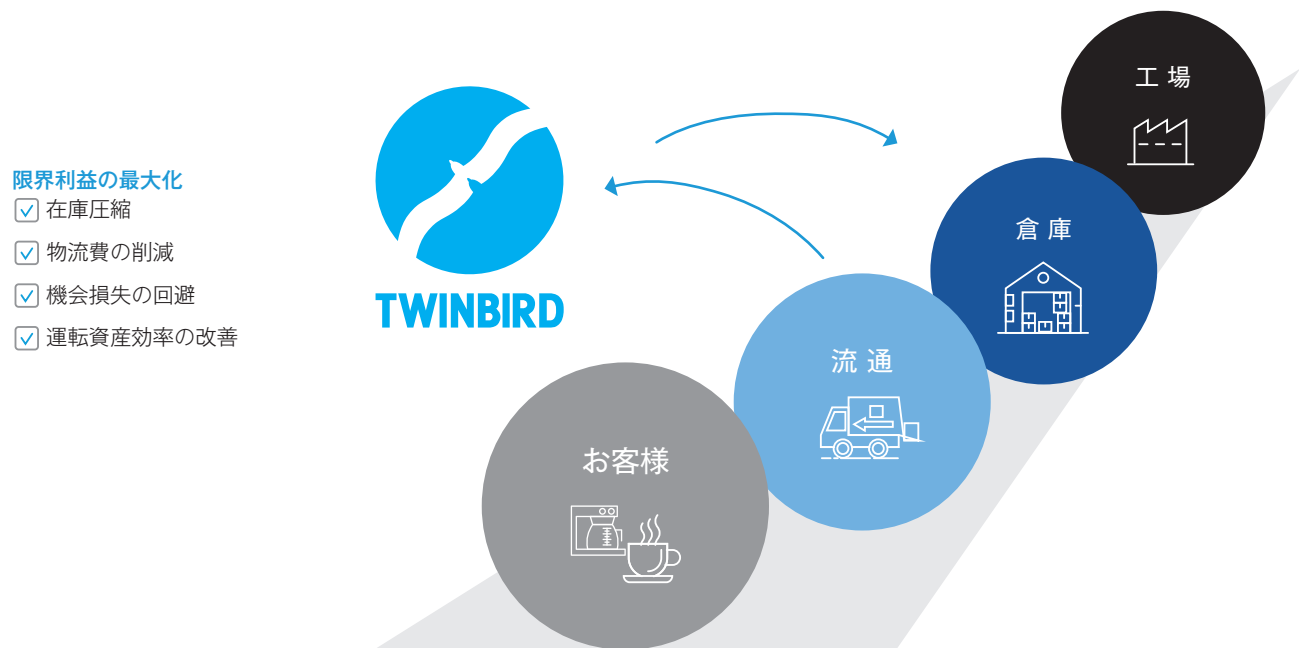 限界利益の最大化
在庫圧縮
物流費の削減
機会損失の回避
運転資産効率の改善
TWINBIRD
工場
倉庫
流通
お客様